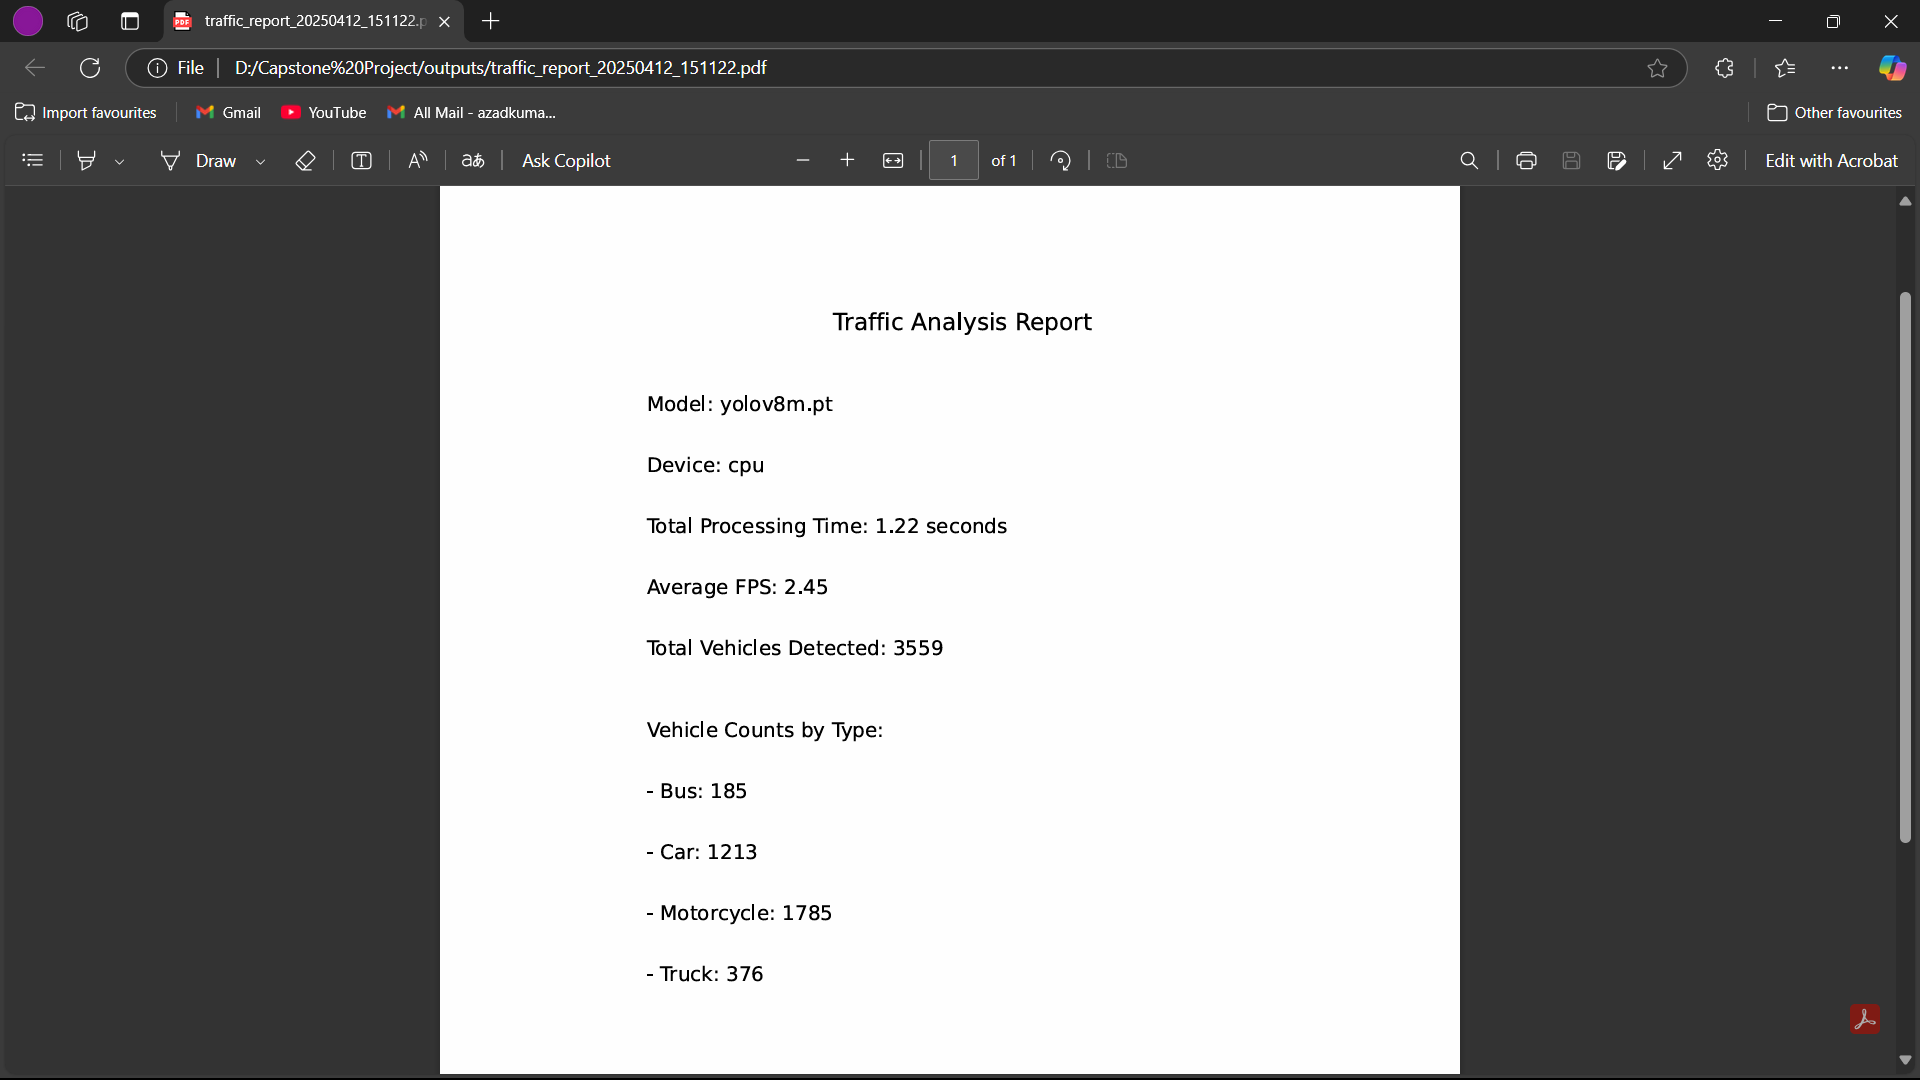 traffic_report_20250412_151122.p
File
D:/Capstone%20Project/outputs/traffic_report_20250412_151122.pdf
Import favourites
Gmail
YouTube
All Mail - azadkuma...
Other favourites
Draw
aあ
Ask Copilot
1
of 1
Edit with Acrobat
Traffic Analysis Report
Model: yolov8m.pt
Device: cpu
Total Processing Time: 1.22 seconds
Average FPS: 2.45
Total Vehicles Detected: 3559
Vehicle Counts by Type:
- Bus: 185
- Car: 1213
- Motorcycle: 1785
- Truck: 376